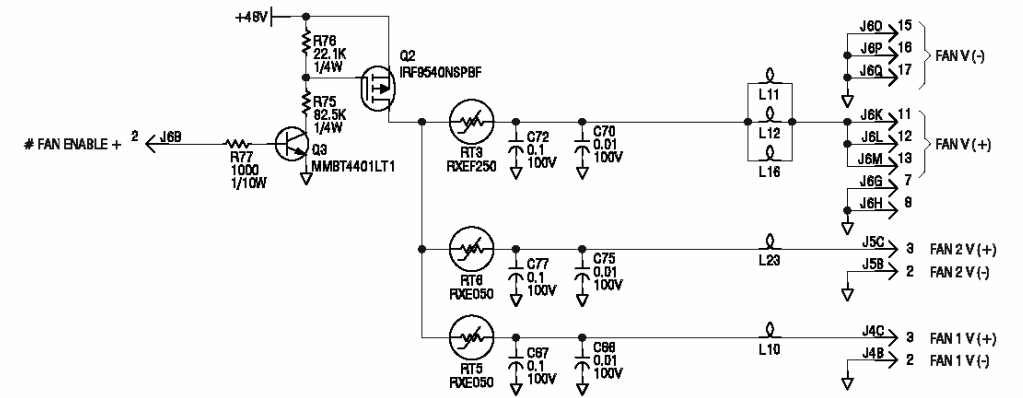 +48V
R76
22.1K
1/4W
Q2
IRF9540NSPBF
R75
82.5K
1/4W
# FAN ENABLE + 2 J6B
R77
1000
1/10W
Q3
MMBT4401LT1
RT3
RXEF250
C72
0.1
100V
C70
0.01
100V
L11
L12
L16
J6O 15
J6P 16
J6Q 17
FAN V (-)
J6K 11
J6L 12
J6M 13
FAN V (+)
J6G 7
J6H 8
RT6
RXE050
C77
0.1
100V
C75
0.01
100V
L23
J5C 3 FAN 2 V (+)
J5B 2 FAN 2 V (-)
RT5
RXE050
C67
0.1
100V
C66
0.01
100V
L10
J4C 3 FAN 1 V (+)
J4B 2 FAN 1 V (-)